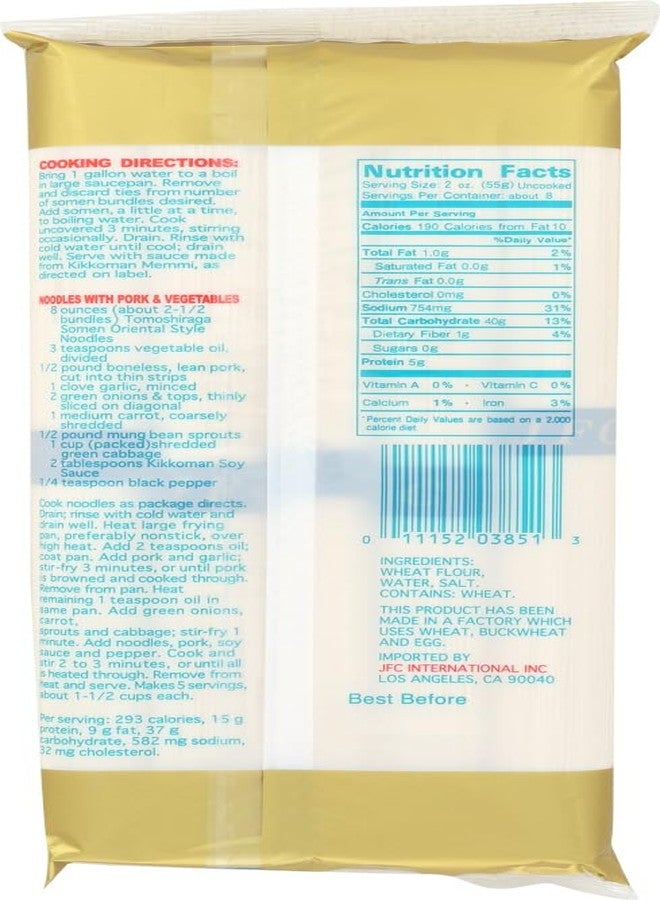 COOKING DIRECTIONS:
Bring 1 gallon water to a boil
in large saucepan. Remove
and discard ties from number
of somen bundles desired.
Add somen, a little at a time,
to boiling water. Cook
uncovered 3 minutes, stirring
occasionally. Drain. Rinse with
cold water until cool; drain
well. Serve with sauce made
from Kikkoman Memmi, as
directed on label.
NOODLES WITH PORK & VEGETABLES
8 ounces (about 2-1/2
bundles) Tomoshiraga
Somen Oriental Style
Noodles
3 teaspoons vegetable oil,
divided
1/2 pound boneless, lean pork,
cut into thin strips
1 clove garlic, minced
2 green onions & tops, thinly
sliced on diagonal
1 medium carrot, coarsely
shredded
1/2 pound mung bean sprouts
1 cup (packed)shredded
green cabbage
2 tablespoons Kikkoman Soy
Sauce
1/4 teaspoon black pepper
Cook noodles as package directs.
Drain; rinse with cold water and
drain well. Heat large frying
pan, preferably nonstick, over
high heat. Add 2 teaspoons oil;
coat pan. Add pork and garlic;
stir-fry 3 minutes, or until pork
is browned and cooked through.
Remove from pan. Heat
remaining 1 teaspoon oil in
same pan. Add green onions,
carrot,
sprouts and cabbage; stir-fry 1
minute. Add noodles, pork, soy
sauce and pepper. Cook and
stir 2 to 3 minutes, or until all
is heated through. Remove from
heat and serve. Makes 5 servings,
about 1-1/2 cups each.
Per serving: 293 calories, 15 g
protein, 9 g fat, 37 g
carbohydrate, 582 mg sodium,
32 mg cholesterol.
Nutrition Facts
Serving Size: 2 oz. (55g) Uncooked
Servings Per Container: about 8
Amount Per Serving
Calories 190 Calories from Fat 10
%Daily Value*
Total Fat 1.0g 2%
Saturated Fat 0.0g 1%
Trans Fat 0.0g
Cholesterol 0mg 0%
Sodium 754mg 31%
Total Carbohydrate 40g 13%
Dietary Fiber 1g 4%
Sugars 0g
Protein 5g
Vitamin A 0% - Vitamin C 0%
Calcium 1% - Iron 3%
*Percent Daily Values are based on a 2,000
calorie diet
0 11152 03851 3
INGREDIENTS:
WHEAT FLOUR,
WATER, SALT.
CONTAINS: WHEAT.
THIS PRODUCT HAS BEEN
MADE IN A FACTORY WHICH
USES WHEAT, BUCKWHEAT
AND EGG.
IMPORTED BY
JFC INTERNATIONAL INC
LOS ANGELES, CA 90040
Best Before